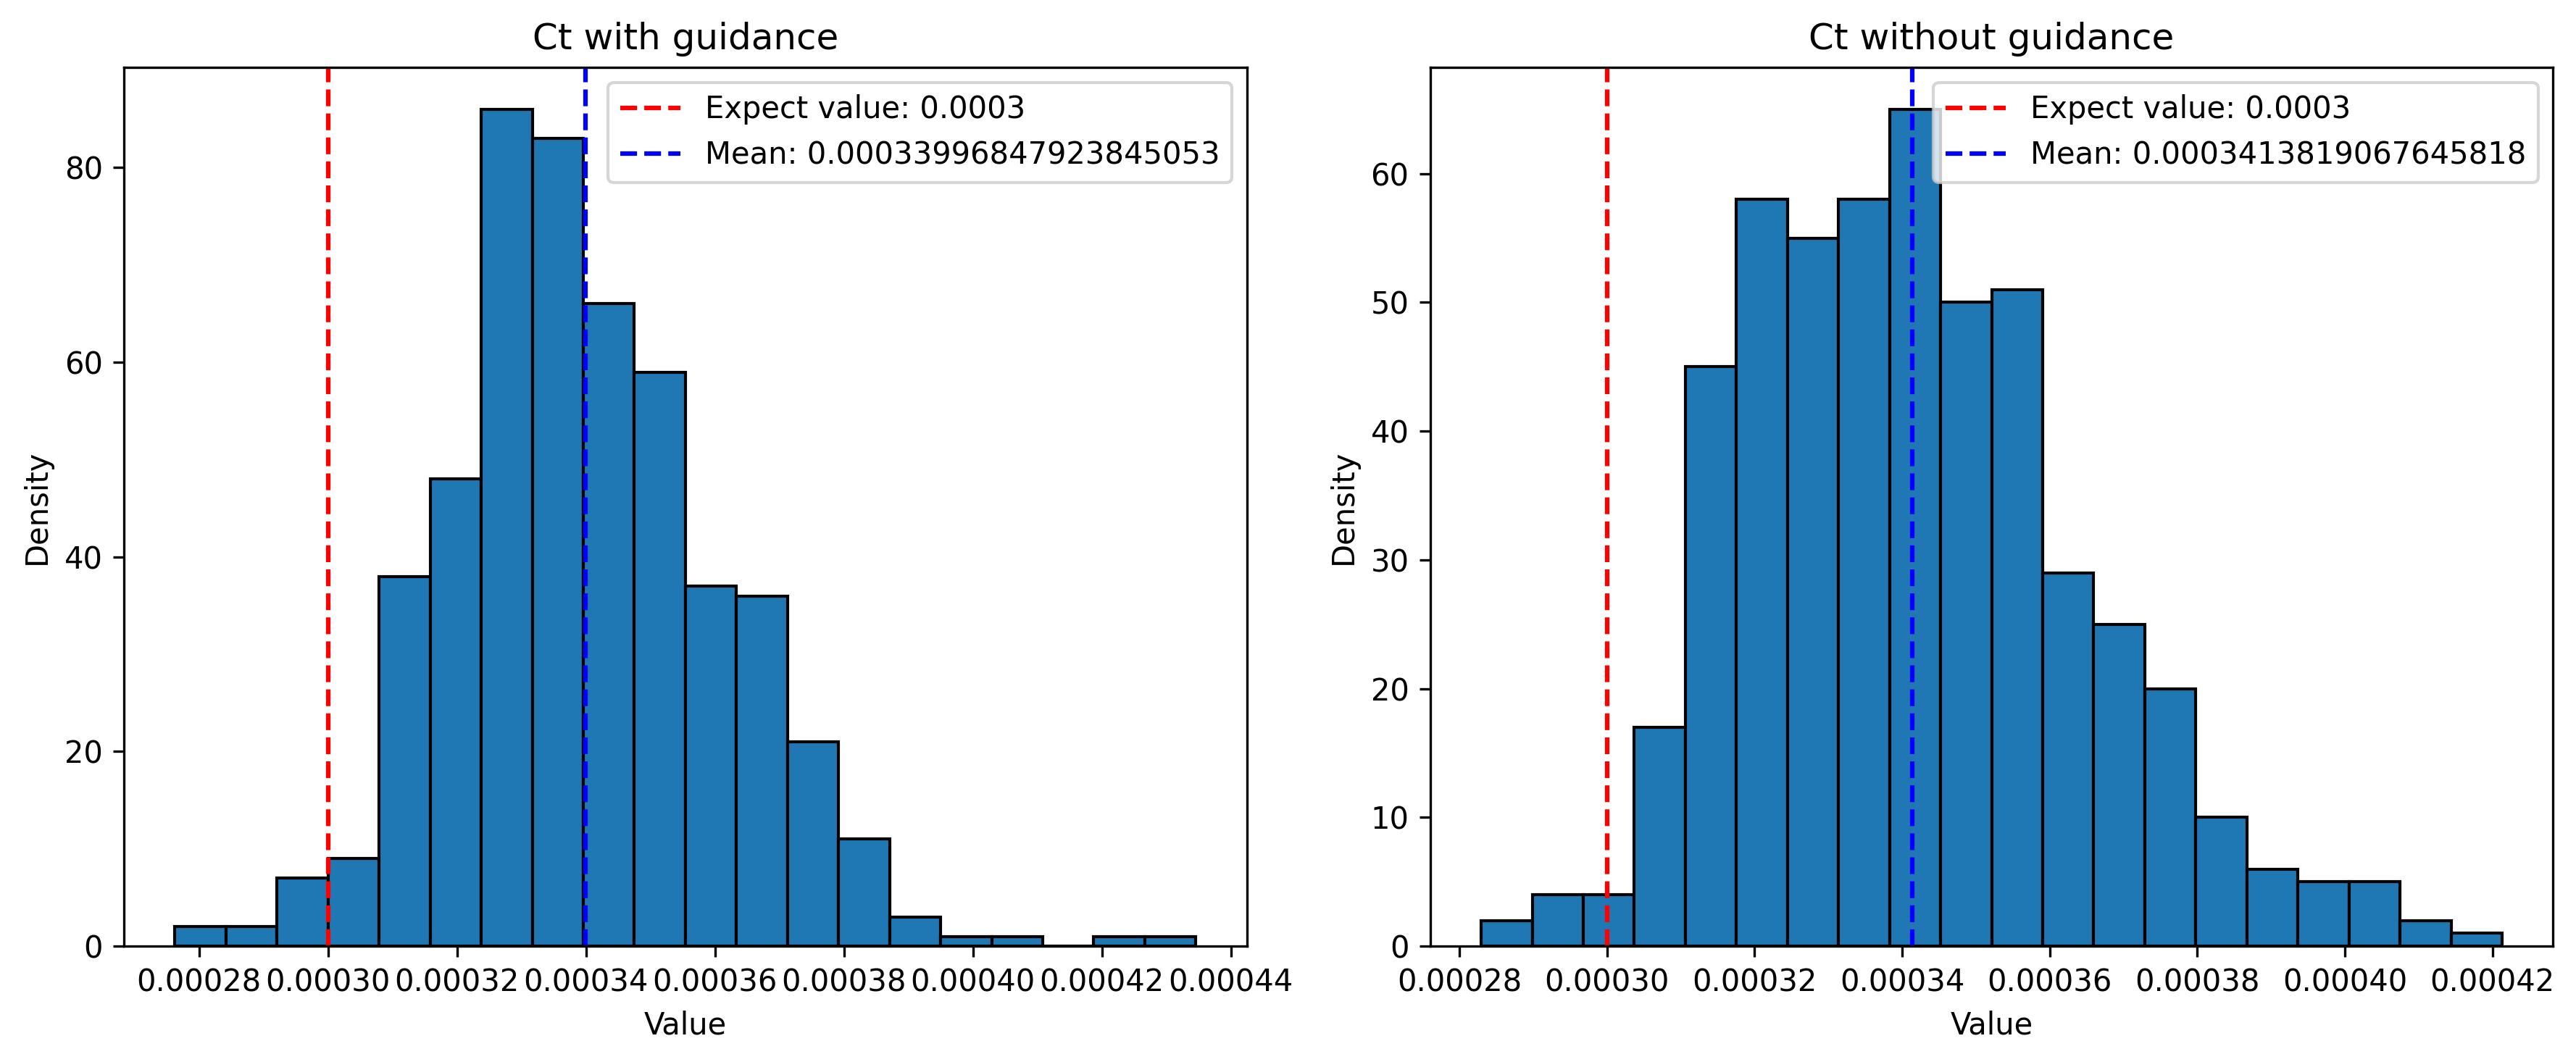 Ct with guidance
Expect value: 0.0003
Mean: 0.00033996847923845053
Density
80
60
40
20
0
0.00028 0.00030 0.00032 0.00034 0.00036 0.00038 0.00040 0.00042 0.00044
Value
Ct without guidance
Expect value: 0.0003
Mean: 0.0003413819067645818
Density
60
50
40
30
20
10
0
0.00028 0.00030 0.00032 0.00034 0.00036 0.00038 0.00040 0.00042
Value